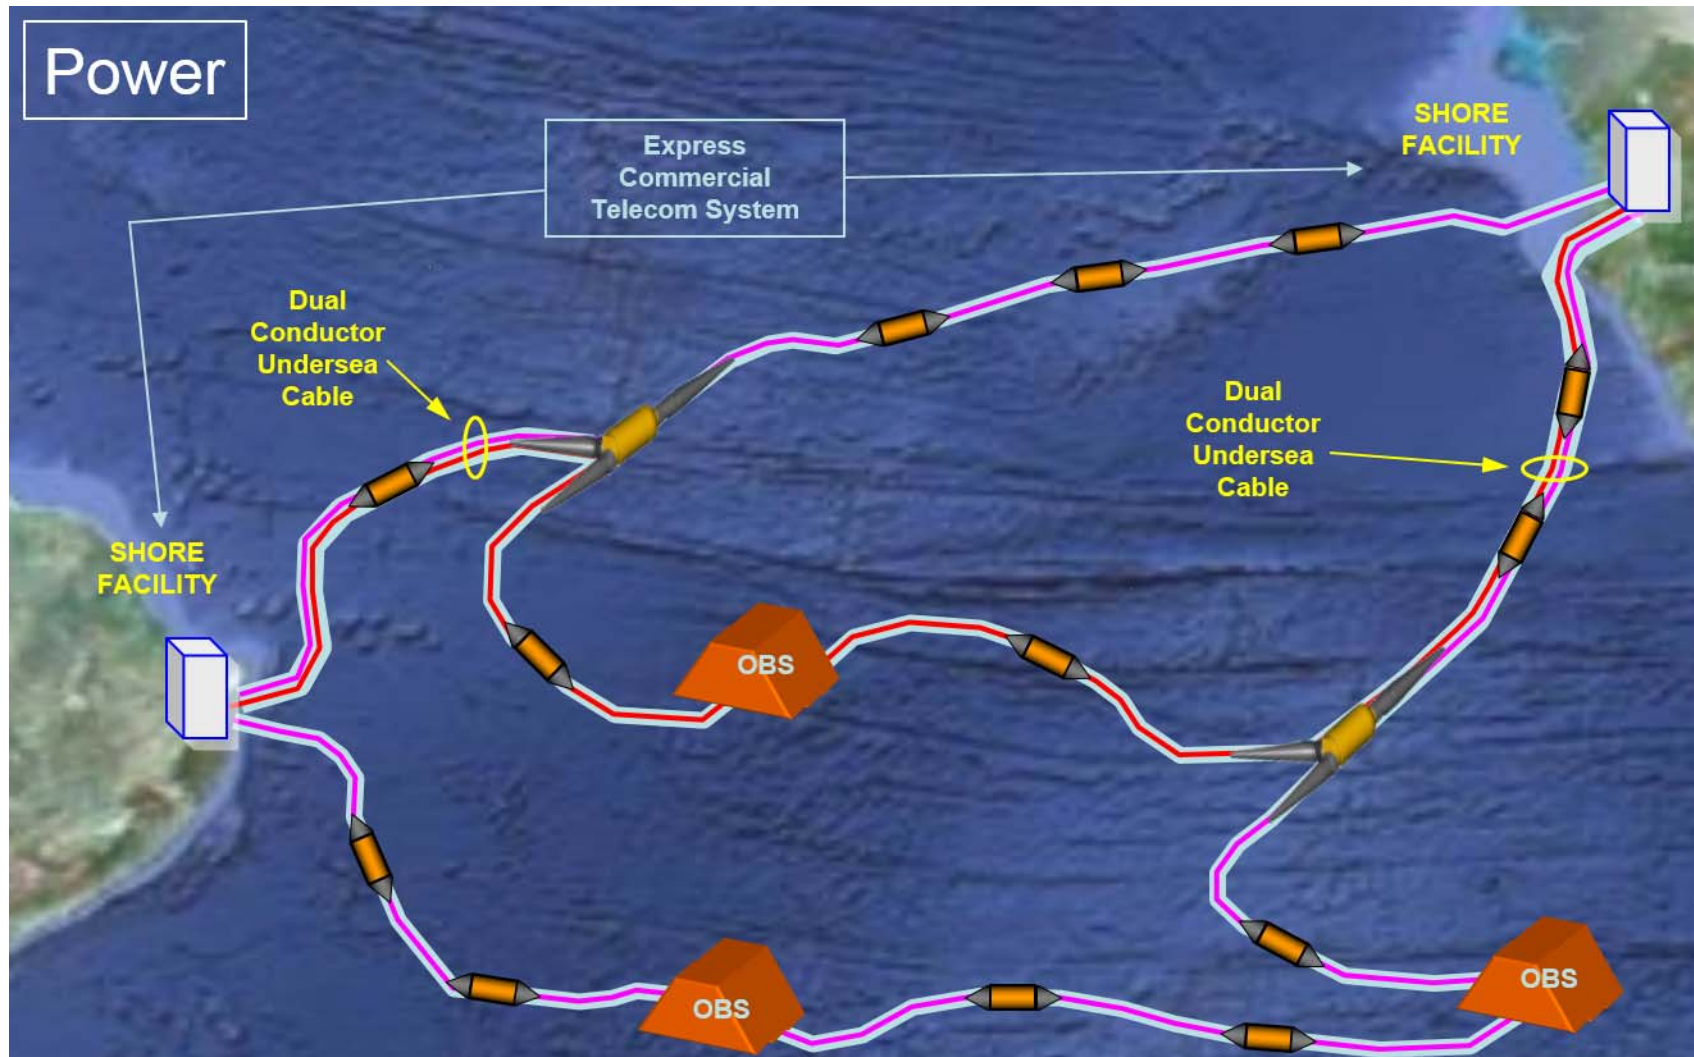 Power
Express
Commercial
Telecom System
SHORE
FACILITY
Dual
Conductor
Undersea
Cable
Dual
Conductor
Undersea
Cable
SHORE
FACILITY
OBS
OBS
OBS